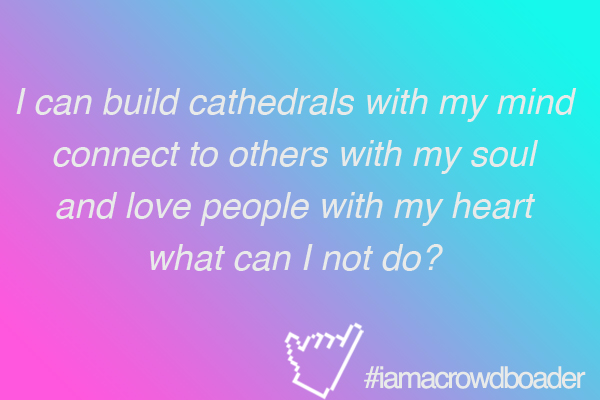 I can build cathedrals with my mind
connect to others with my soul
and love people with my heart
what can I not do?
#iamacrowdboader